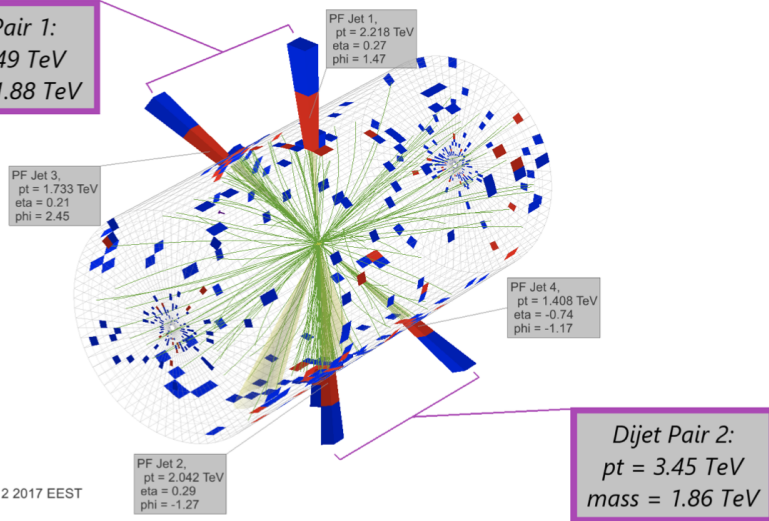 Pair 1:
49 TeV
1.88 TeV
PF Jet 1,
pt = 2.218 TeV
eta = 0.27
phi = 1.47
PF Jet 3,
pt = 1.733 TeV
eta = 0.21
phi = 2.45
PF Jet 4,
pt = 1.408 TeV
eta = -0.74
phi = -1.17
Dijet Pair 2:
pt = 3.45 TeV
mass = 1.86 TeV
PF Jet 2,
pt = 2.042 TeV
eta = 0.29
phi = -1.27
2 2017 EEST